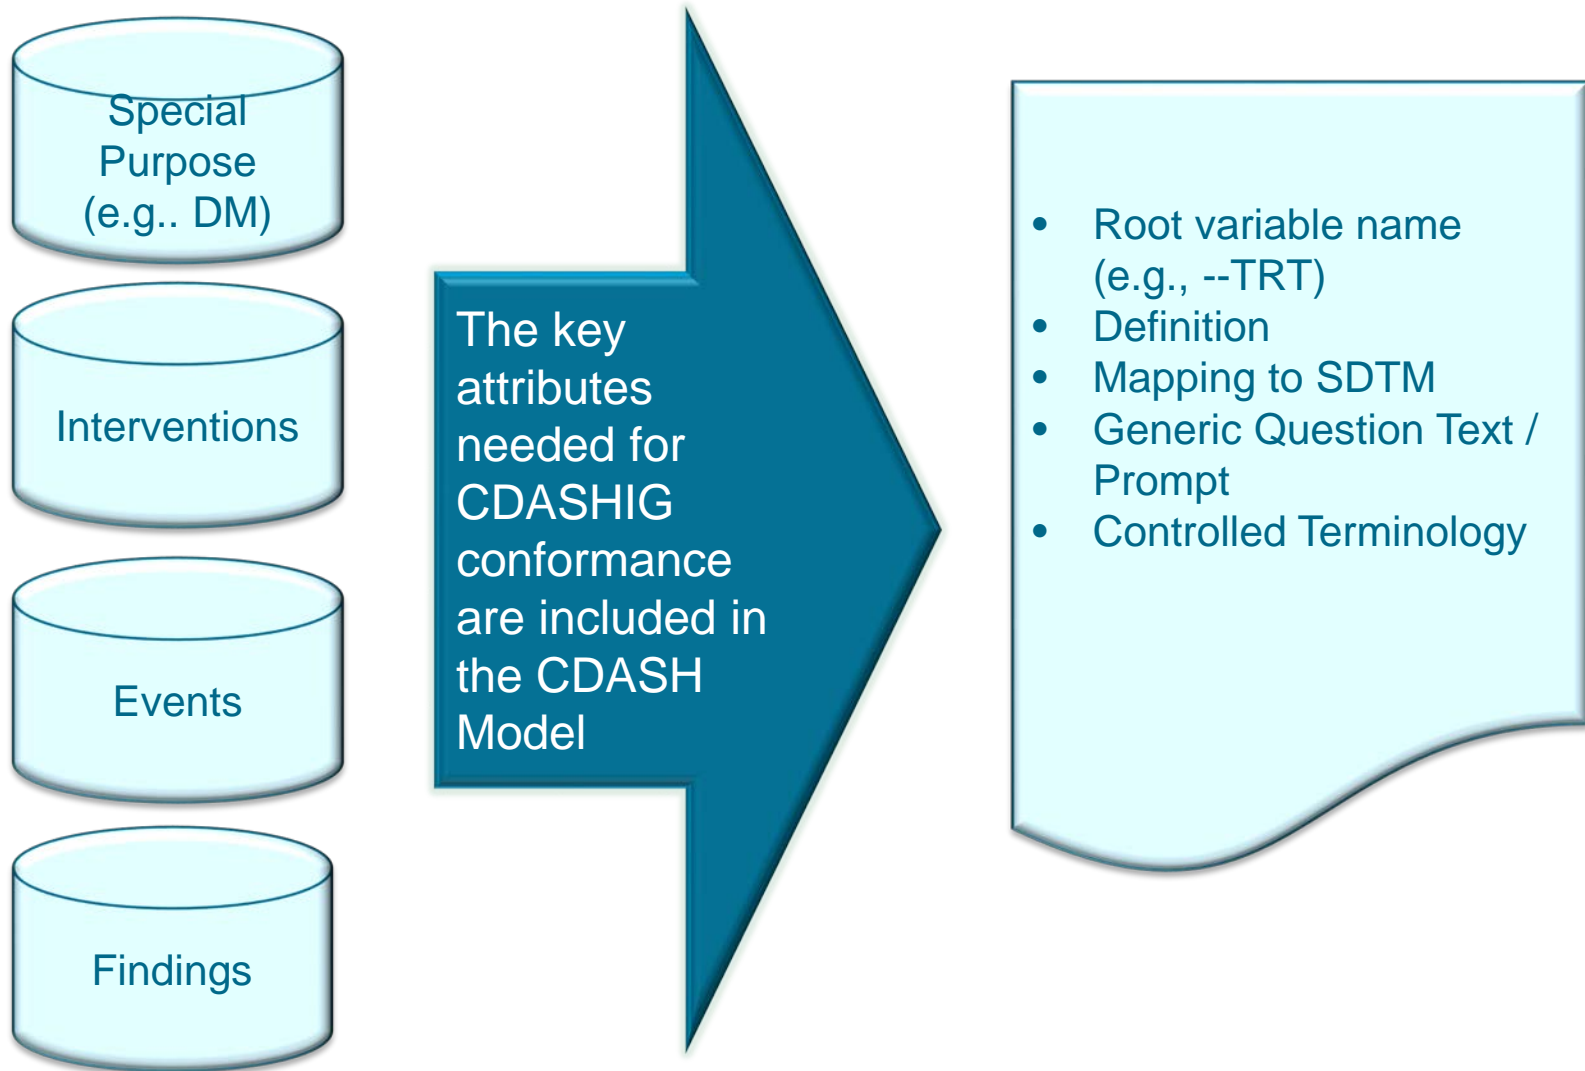 Special
Purpose
(e.g.. DM)
Interventions
Events
Findings
The key
attributes
needed for
CDASHIG
conformance
are included in
the CDASH
Model
• Root variable name
(e.g., --TRT)
• Definition
• Mapping to SDTM
• Generic Question Text /
Prompt
• Controlled Terminology